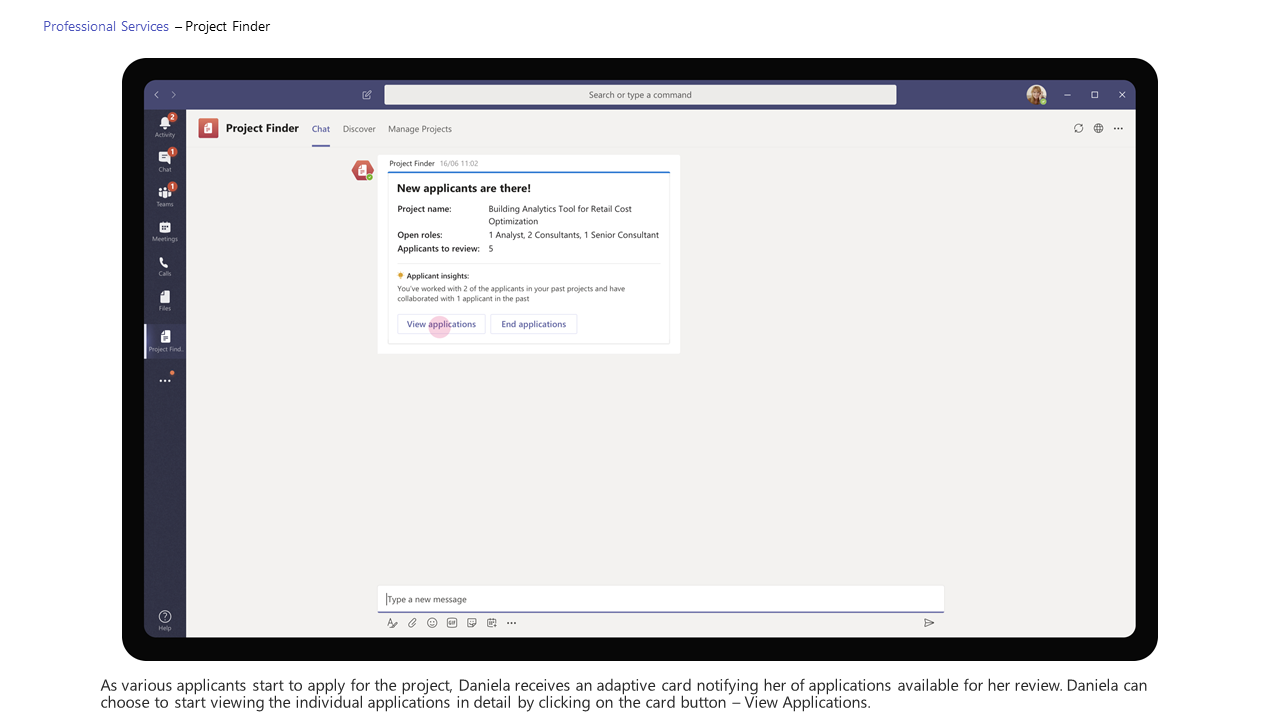 Professional Services – Project Finder
Search or type a command
2
Activity
Project Finder
Chat
Discover
Manage Projects
1
Chat
Project Finder 16/06 11:02
New applicants are there!
1
Teams
Project name: Building Analytics Tool for Retail Cost
Optimization
Meetings
Open roles: 1 Analyst, 2 Consultants, 1 Senior Consultant
Applicants to review: 5
Calls
Applicant insights:
You've worked with 2 of the applicants in your past projects and have
collaborated with 1 applicant in the past
Files
View applications
End applications
Project Find..
Type a new message
GIF
?
Help
As various applicants start to apply for the project, Daniela receives an adaptive card notifying her of applications available for her review. Daniela can
choose to start viewing the individual applications in detail by clicking on the card button – View Applications.